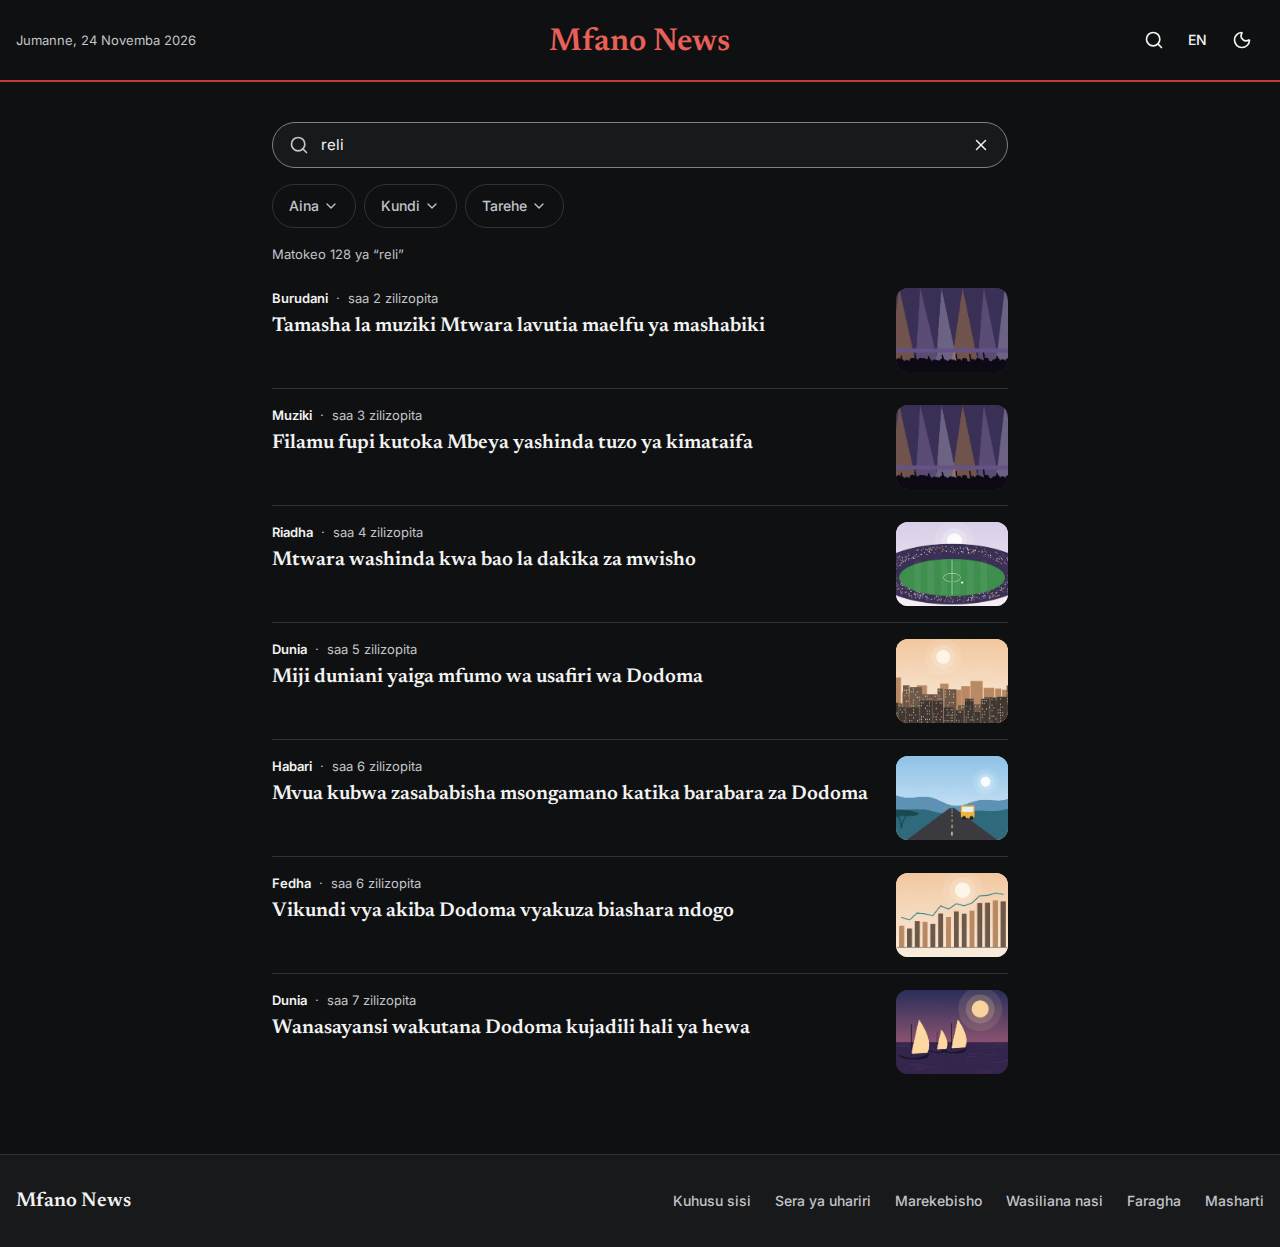 Jumanne, 24 Novemba 2026
Mfano News
EN
reli
Aina
Kundi
Tarehe
Matokeo 128 ya “reli”
Burudani · saa 2 zilizopita
Tamasha la muziki Mtwara lavutia maelfu ya mashabiki
Muziki · saa 3 zilizopita
Filamu fupi kutoka Mbeya yashinda tuzo ya kimataifa
Riadha · saa 4 zilizopita
Mtwara washinda kwa bao la dakika za mwisho
Dunia · saa 5 zilizopita
Miji duniani yaiga mfumo wa usafiri wa Dodoma
Habari · saa 6 zilizopita
Mvua kubwa zasababisha msongamano katika barabara za Dodoma
Fedha · saa 6 zilizopita
Vikundi vya akiba Dodoma vyakuza biashara ndogo
Dunia · saa 7 zilizopita
Wanasayansi wakutana Dodoma kujadili hali ya hewa
Mfano News
Kuhusu sisi
Sera ya uhariri
Marekebisho
Wasiliana nasi
Faragha
Masharti